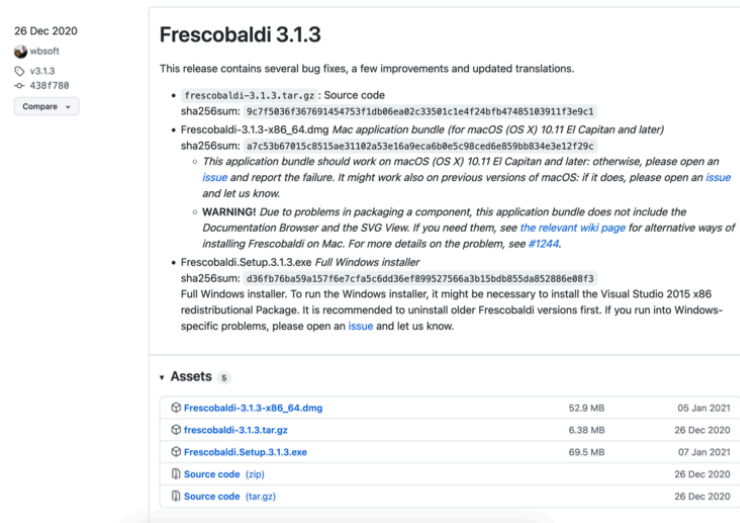 26 Dec 2020
wbsoft
v3.1.3
438f780
Compare
Frescobaldi 3.1.3
This release contains several bug fixes, a few improvements and updated translations.
frescobaldi-3.1.3.tar.gz : Source code
sha256sum: 9c7f5036f367691454753f1db06ea02c33501c1e4f24bfb47485103911f3e9c1
Frescobaldi-3.1.3-x86_64.dmg Mac application bundle (for macOS (OS X) 10.11 El Capitan and later)
sha256sum: a7c53b67015c8515ae31102a53e16a9eca6b0e5c98ced6e859bb834e3e12f29c
This application bundle should work on macOS (OS X) 10.11 El Capitan and later: otherwise, please open an
issue and report the failure. It might work also on previous versions of macOS: if it does, please open an issue
and let us know.
WARNING! Due to problems in packaging a component, this application bundle does not include the
Documentation Browser and the SVG View. If you need them, see the relevant wiki page for alternative ways of
installing Frescobaldi on Mac. For more details on the problem, see #1244.
Frescobaldi.Setup.3.1.3.exe Full Windows installer
sha256sum: d36fb76ba59a157f6e7cfa5c6dd36ef899527566a3b15bdb855da852886e08f3
Full Windows installer. To run the Windows installer, it might be necessary to install the Visual Studio 2015 x86
redistributional Package. It is recommended to uninstall older Frescobaldi versions first. If you run into Windows-
specific problems, please open an issue and let us know.
Assets 5
Frescobaldi-3.1.3-x86_64.dmg 52.9 MB 05 Jan 2021
frescobaldi-3.1.3.tar.gz 6.38 MB 26 Dec 2020
Frescobaldi.Setup.3.1.3.exe 69.5 MB 07 Jan 2021
Source code (zip) 26 Dec 2020
Source code (tar.gz) 26 Dec 2020